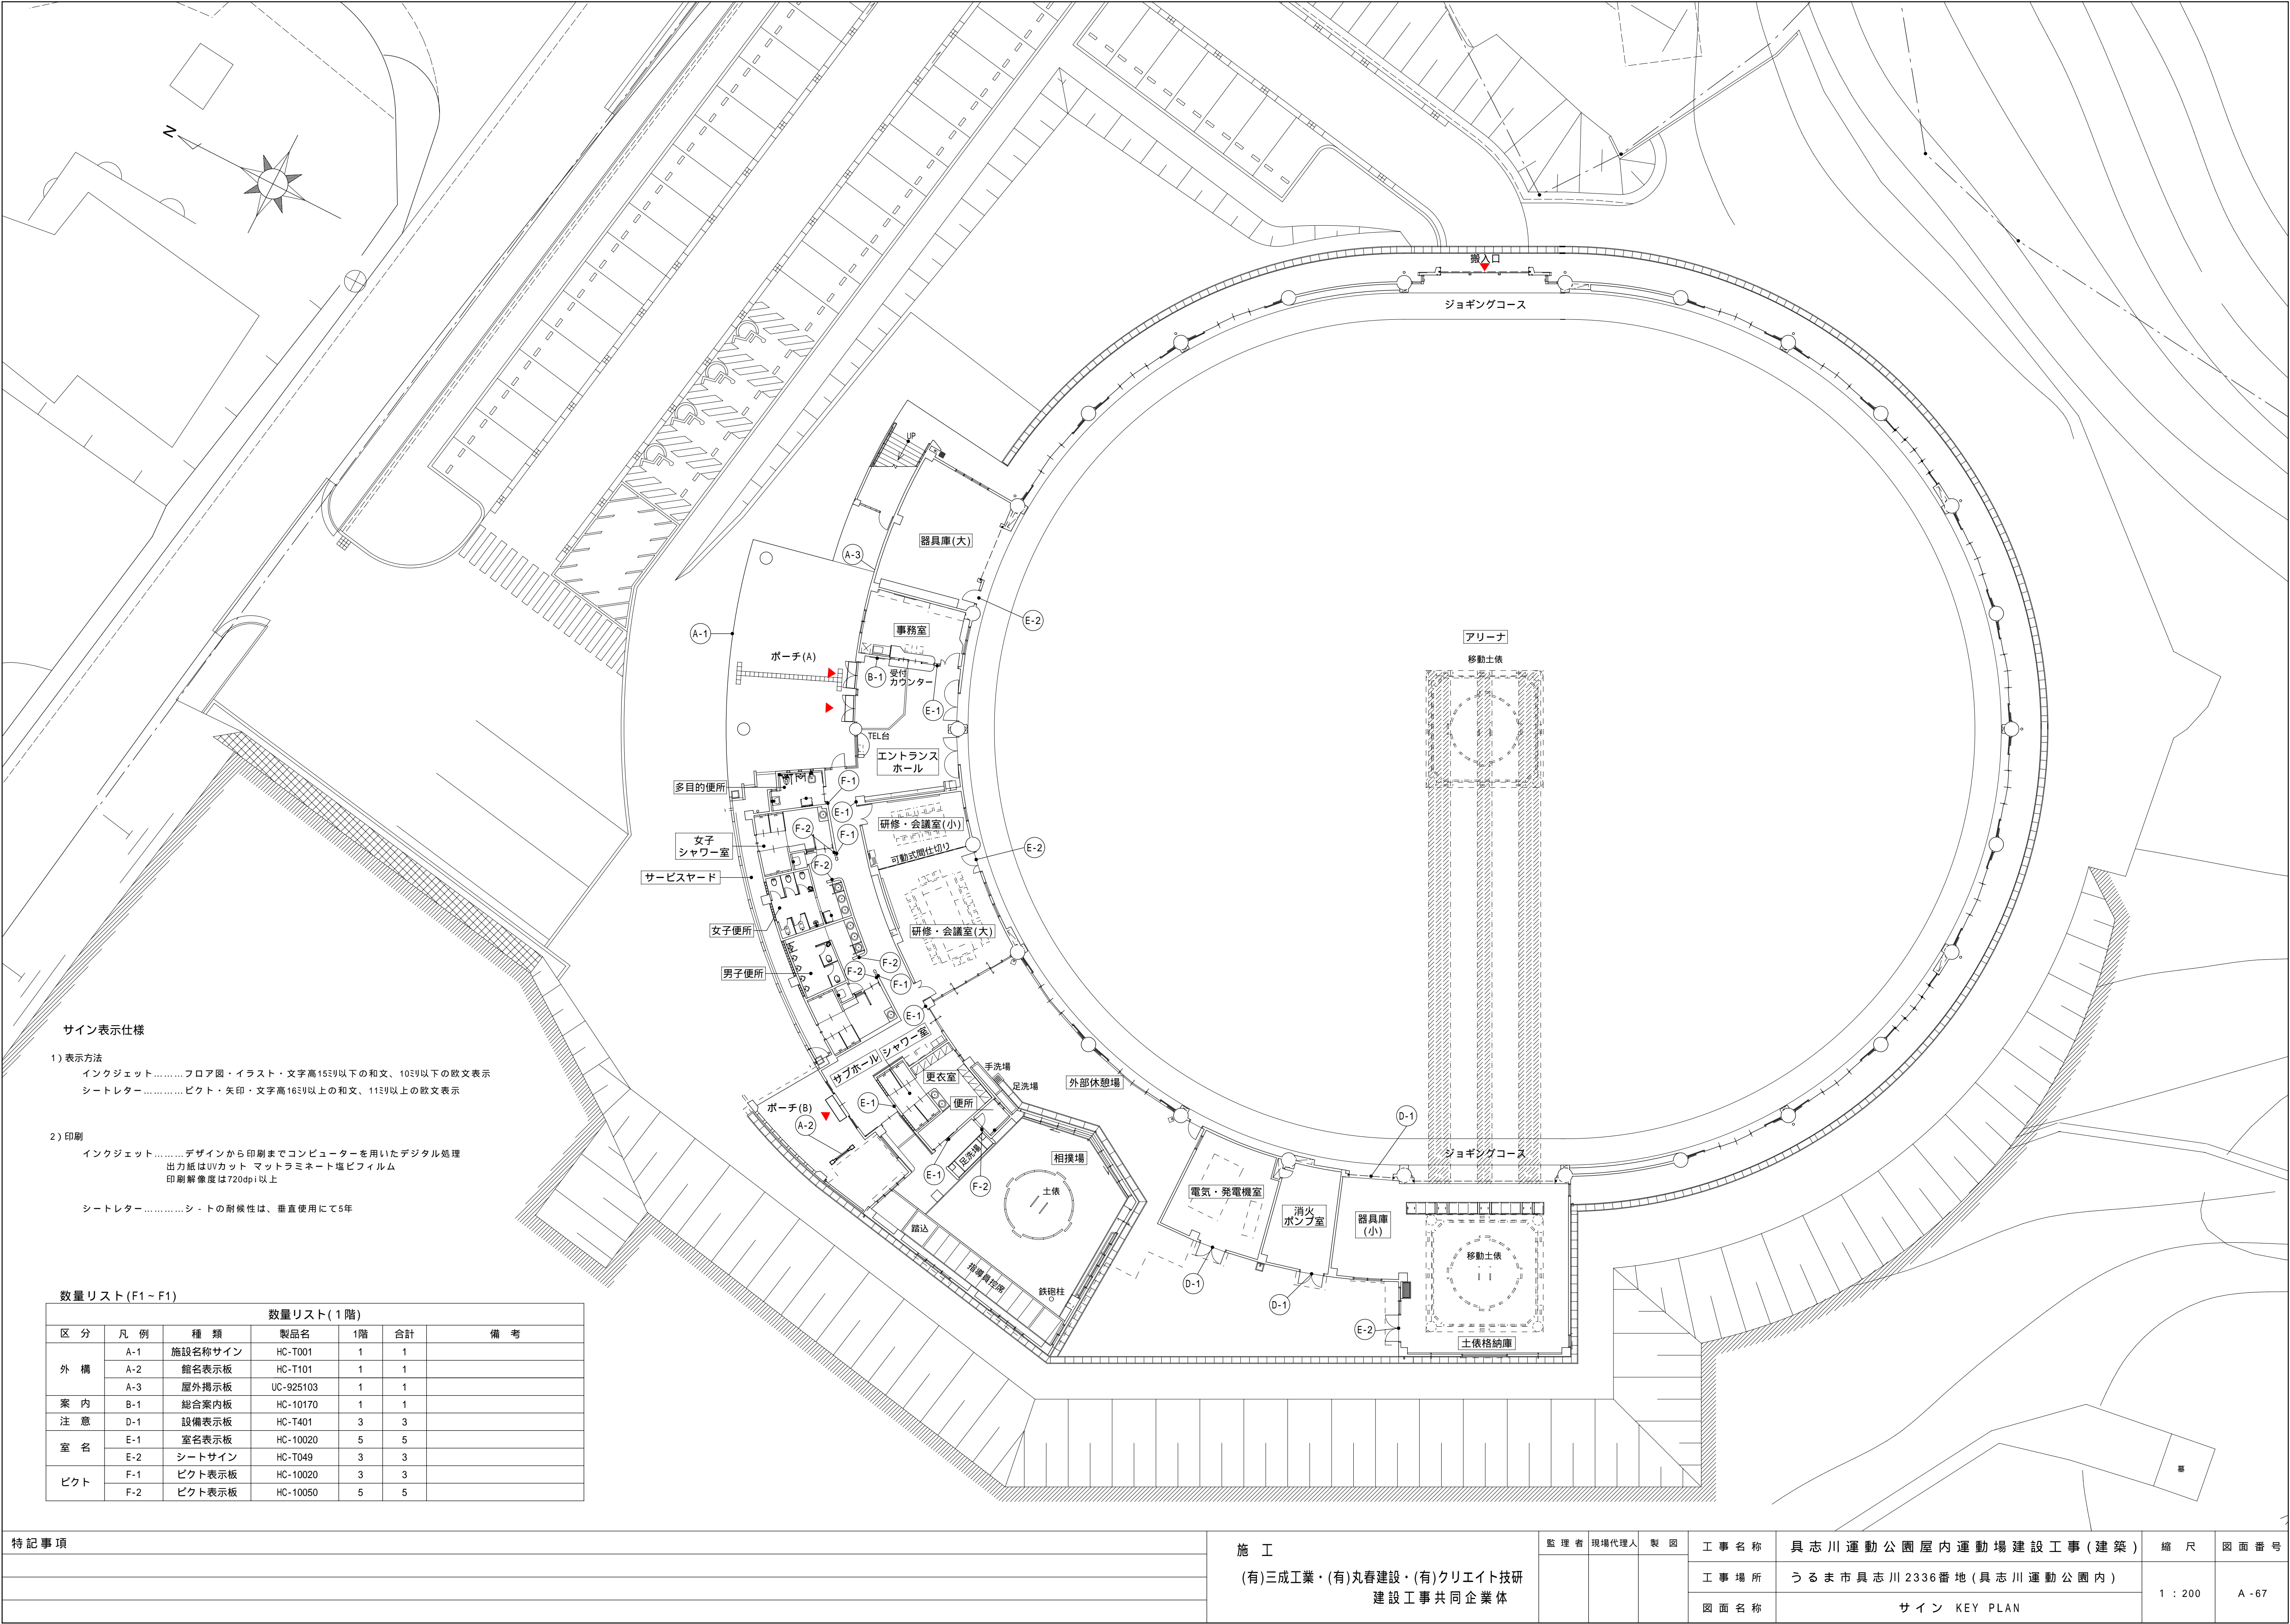 N
搬入口
ジョギングコース
UP
器具庫(大)
A-3
E-2
A-1
事務室
アリーナ
ポーチ(A)
移動土俵
B-1
受付
カウンター
E-1
TEL台
エントランス
ホール
多目的便所
F-1
E-1
研修・会議室(小)
F-2
F-1
女子
シャワー室
可動式間仕切り
E-2
F-2
サービスヤード
女子便所
研修・会議室(大)
F-2
男子便所
F-2
F-1
E-1
シャワー室
サブホール
手洗場
更衣室
足洗場
外部休憩場
便所
E-1
ポーチ(B)
A-2
D-1
足洗場
相撲場
ジョギングコース
E-1
F-2
土俵
電気・発電機室
消火
ポンプ室
器具庫
(小)
踏込
移動土俵
指導員控席
鉄砲柱
D-1
D-1
E-2
土俵格納庫
墓
サイン表示仕様
1)表示方法
インクジェット………フロア図・イラスト・文字高15ミリ以下の和文、10ミリ以下の欧文表示
シートレター…………ピクト・矢印・文字高16ミリ以上の和文、11ミリ以上の欧文表示
2)印刷
インクジェット………デザインから印刷までコンピューターを用いたデジタル処理
出力紙はUVカット マットラミネート塩ビフィルム
印刷解像度は720dpi以上
シートレター…………シ-トの耐候性は、垂直使用にて5年
数量リスト(F1~F1)
数量リスト(1階)
区 分 凡 例 種 類 製品名 1階 合計 備 考
外 構 A-1 施設名称サイン HC-T001 1 1
A-2 館名表示板 HC-T101 1 1
A-3 屋外掲示板 UC-925103 1 1
案 内 B-1 総合案内板 HC-10170 1 1
注 意 D-1 設備表示板 HC-T401 3 3
室 名 E-1 室名表示板 HC-10020 5 5
E-2 シートサイン HC-T049 3 3
ピクト F-1 ピクト表示板 HC-10020 3 3
F-2 ピクト表示板 HC-10050 5 5
特記事項
施 工
(有)三成工業・(有)丸春建設・(有)クリエイト技研
建設工事共同企業体
監理者 現場代理人 製 図
工事名称 具志川運動公園屋内運動場建設工事(建築)
工事場所 うるま市具志川2336番地(具志川運動公園内)
図面名称 サイン KEY PLAN
縮 尺 図面番号
1 : 200 A-67